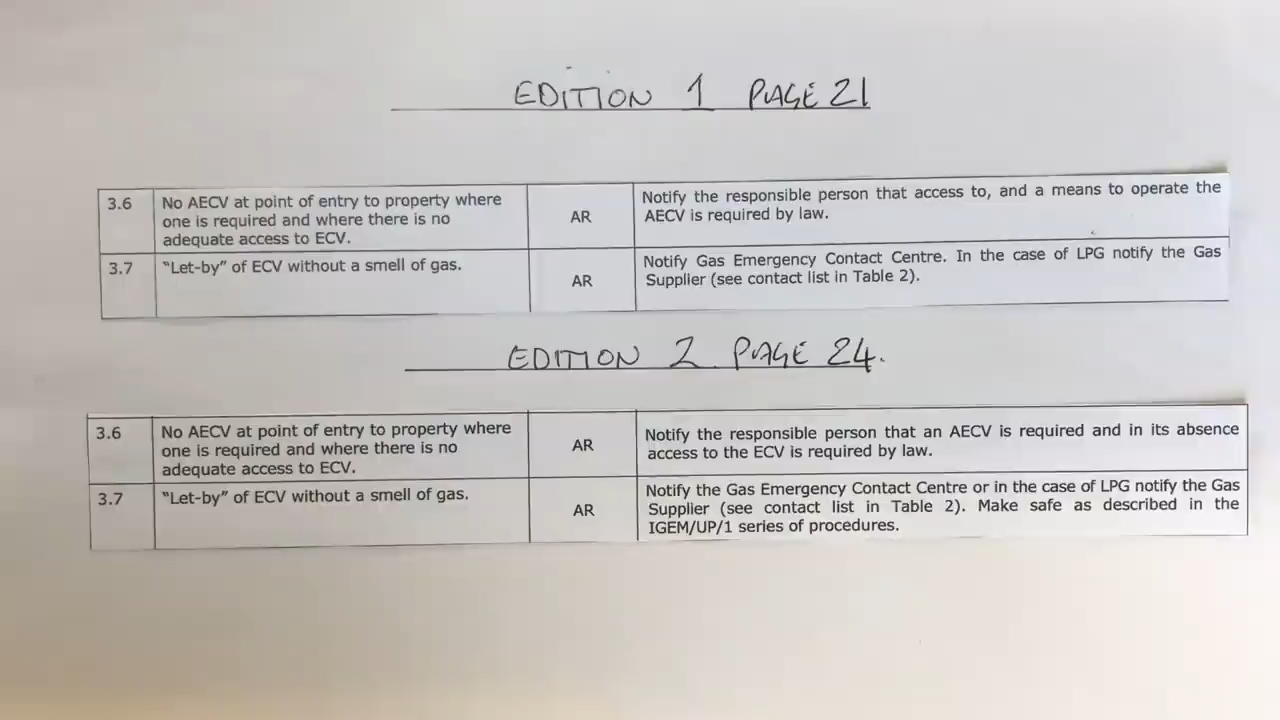 EDITION 1 PAGE 21
3.6 No AECV at point of entry to property where one is required and where there is no adequate access to ECV. AR Notify the responsible person that access to, and a means to operate the AECV is required by law.
3.7 “Let-by” of ECV without a smell of gas. AR Notify Gas Emergency Contact Centre. In the case of LPG notify the Gas Supplier (see contact list in Table 2).
EDITION 2 PAGE 24.
3.6 No AECV at point of entry to property where one is required and where there is no adequate access to ECV. AR Notify the responsible person that an AECV is required and in its absence access to the ECV is required by law.
3.7 “Let-by” of ECV without a smell of gas. AR Notify the Gas Emergency Contact Centre or in the case of LPG notify the Gas Supplier (see contact list in Table 2). Make safe as described in the IGEM/UP/1 series of procedures.